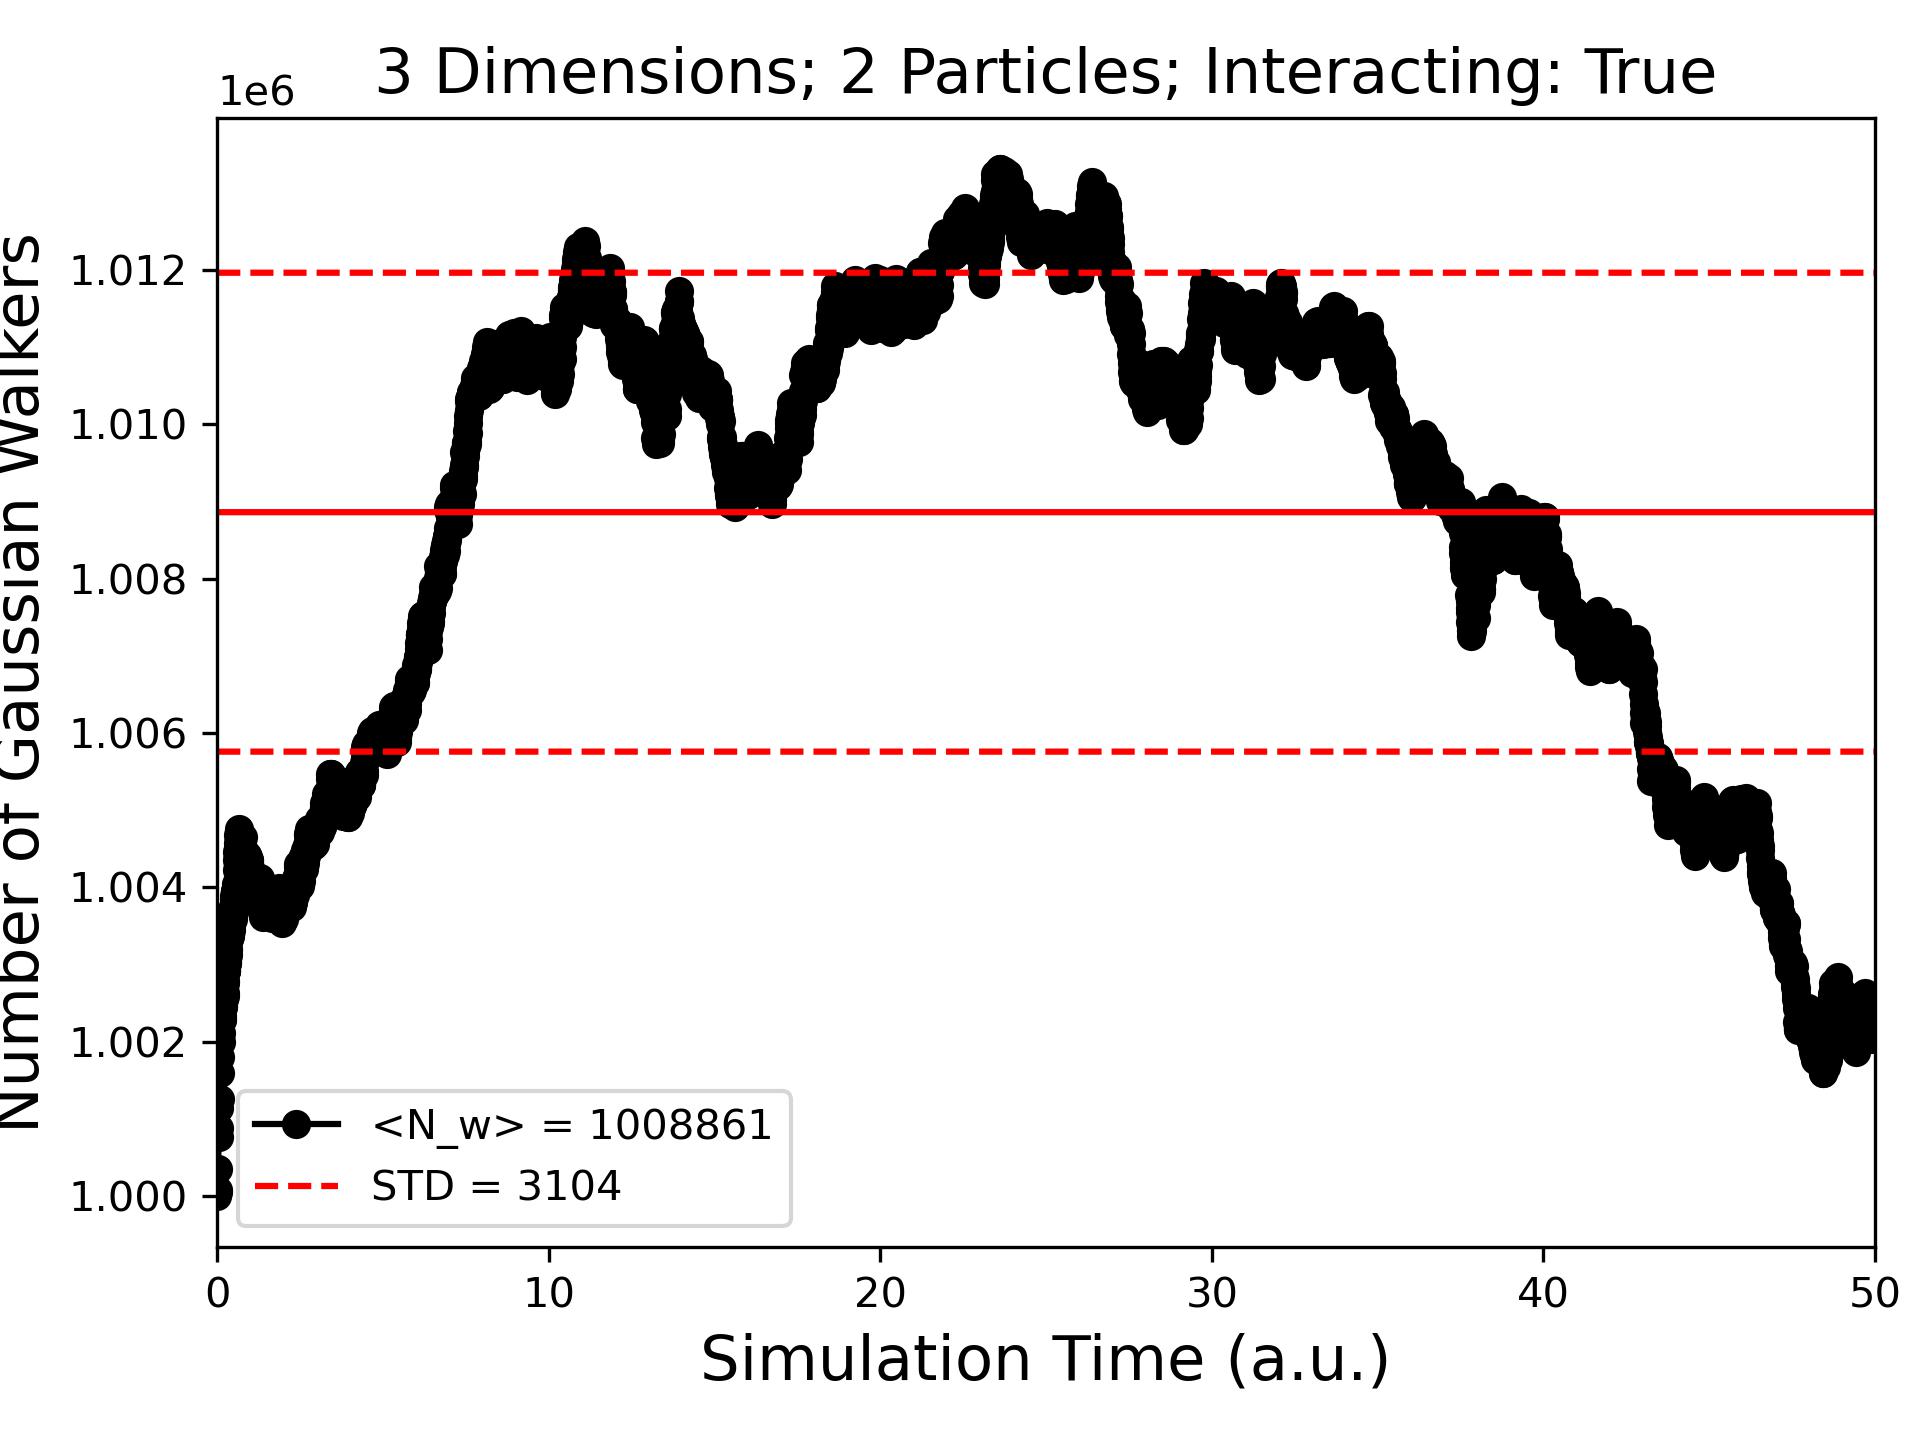 3 Dimensions; 2 Particles; Interacting: True
1e6
Number of Gaussian Walkers
1.012
1.010
1.008
1.006
1.004
1.002
1.000
<N_w> = 1008861
STD = 3104
0 10 20 30 40 50
Simulation Time (a.u.)